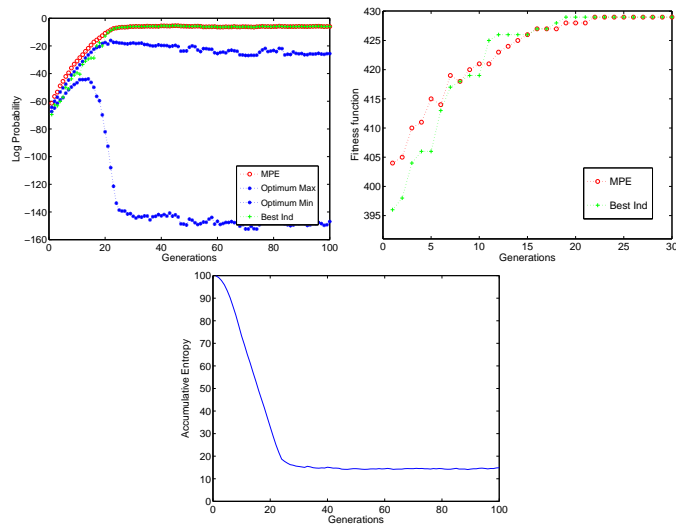 0
−20
−40
−60
−80
−100
−120
−140
−160
0 20 40 60 80 100
Log Probability
Generations
MPE
Optimum Max
Optimum Min
Best Ind
430
425
420
415
410
405
400
395
0 5 10 15 20 25 30
Fitness function
Generations
MPE
Best Ind
100
90
80
70
60
50
40
30
20
10
0
0 20 40 60 80 100
Accumulative Entropy
Generations